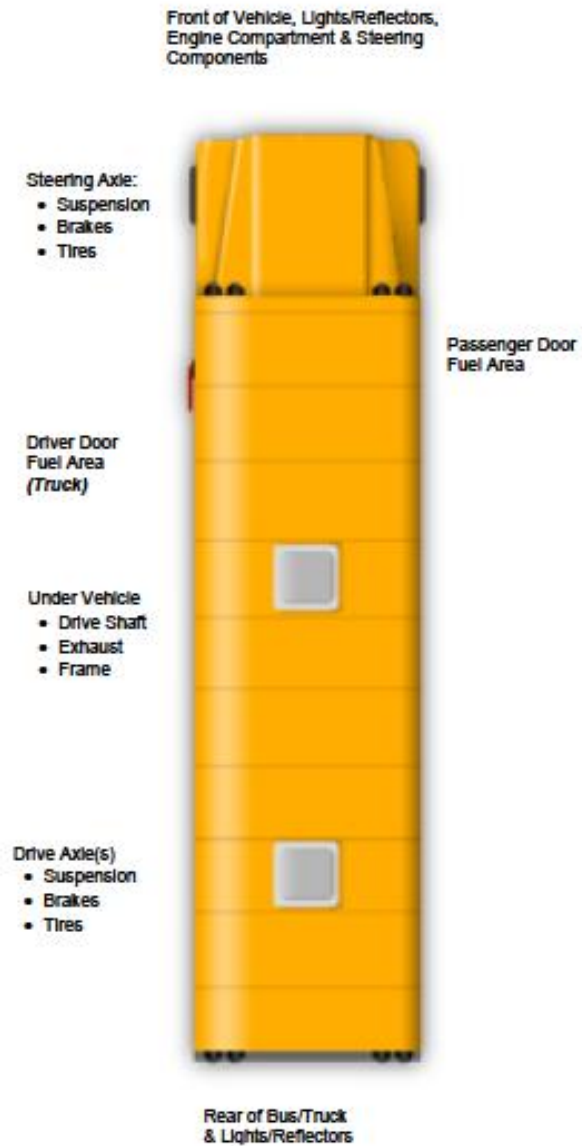 Front of Vehicle, Lights/Reflectors,
Engine Compartment & Steering
Components
Steering Axle:
• Suspension
• Brakes
• Tires
Passenger Door
Fuel Area
Driver Door
Fuel Area
(Truck)
Under Vehicle
• Drive Shaft
• Exhaust
• Frame
Drive Axle(s)
• Suspension
• Brakes
• Tires
Rear of Bus/Truck
& Lights/Reflectors